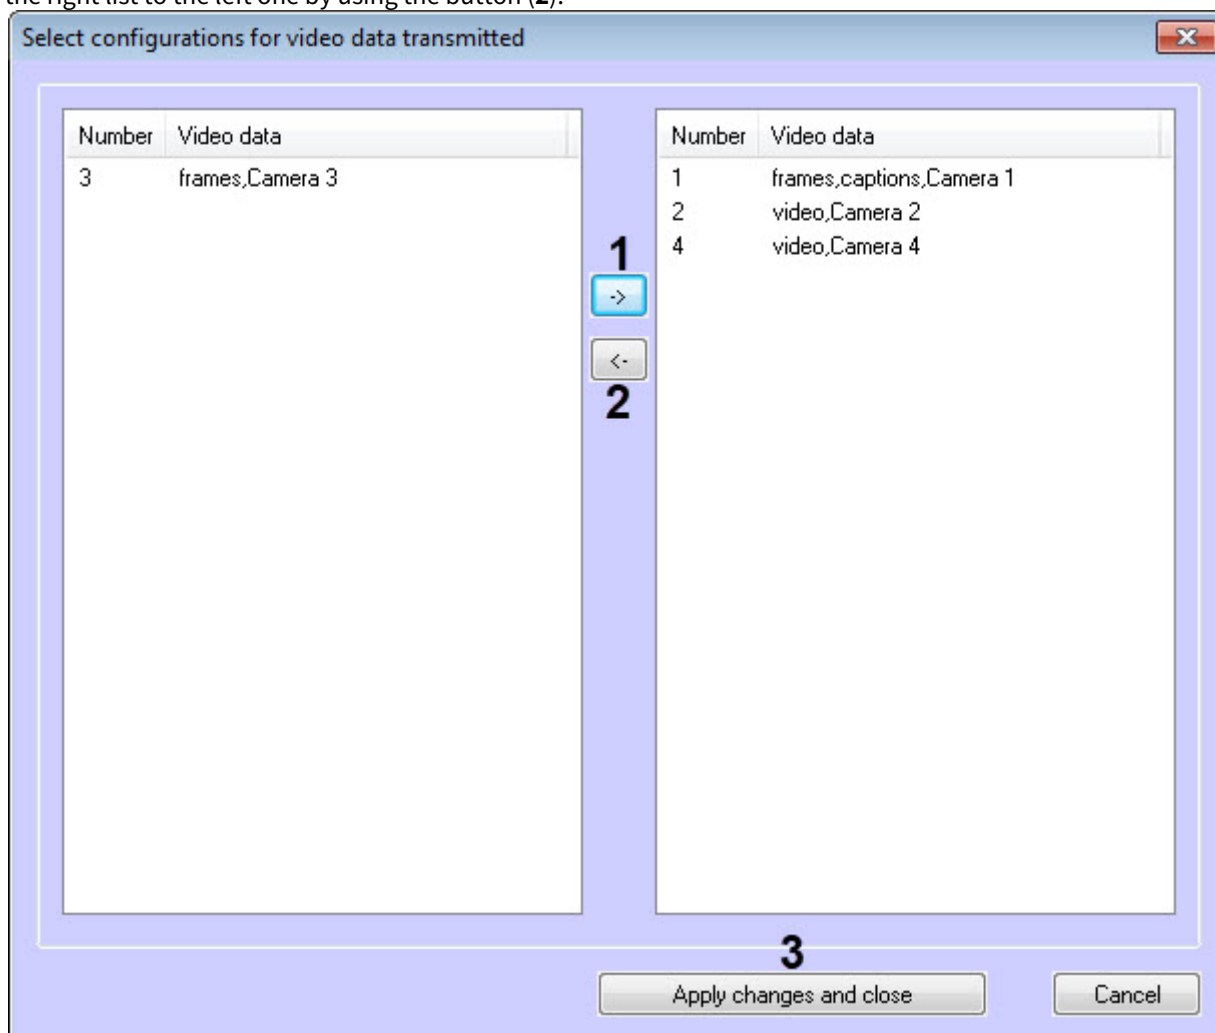 the right list to the left one by using the button (2).
Select configurations for video data transmitted
Number Video data
3 frames,Camera 3
1
->
<-
2
Number Video data
1 frames,captions,Camera 1
2 video,Camera 2
4 video,Camera 4
3
Apply changes and close
Cancel